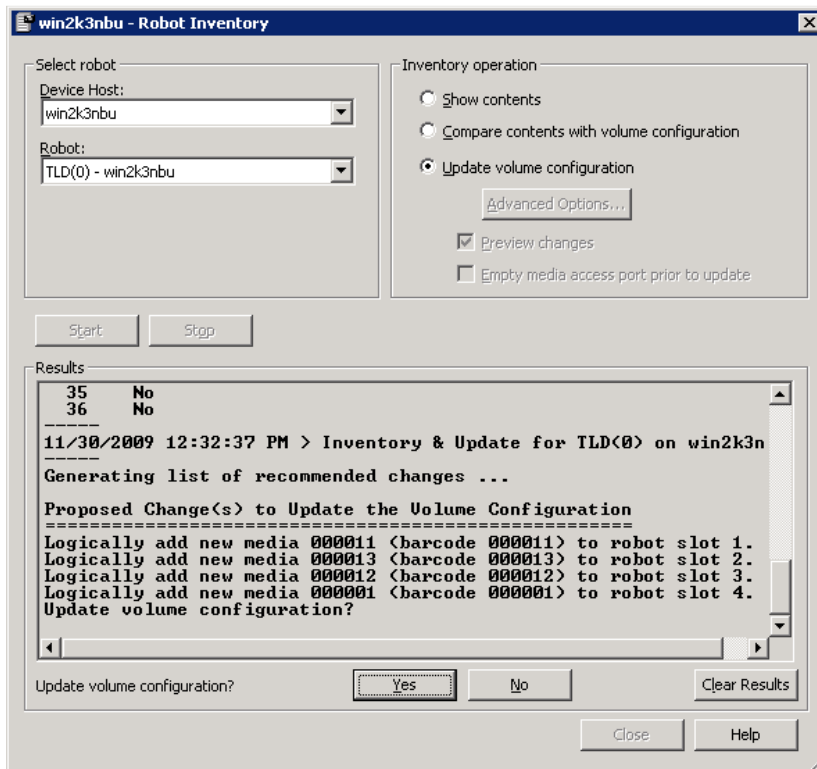 win2k3nbu - Robot Inventory
Select robot
Device Host:
win2k3nbu
Robot:
TLD(0) - win2k3nbu
Inventory operation
Show contents
Compare contents with volume configuration
Update volume configuration
Advanced Options...
Preview changes
Empty media access port prior to update
Start
Stop
Results
35 No
36 No
-----
11/30/2009 12:32:37 PM > Inventory & Update for TLD(0) on win2k3n
-----
Generating list of recommended changes ...
Proposed Change(s) to Update the Volume Configuration
=====================================================
Logically add new media 000011 (barcode 000011) to robot slot 1.
Logically add new media 000013 (barcode 000013) to robot slot 2.
Logically add new media 000012 (barcode 000012) to robot slot 3.
Logically add new media 000001 (barcode 000001) to robot slot 4.
Update volume configuration?
Update volume configuration?
Yes
No
Clear Results
Close
Help